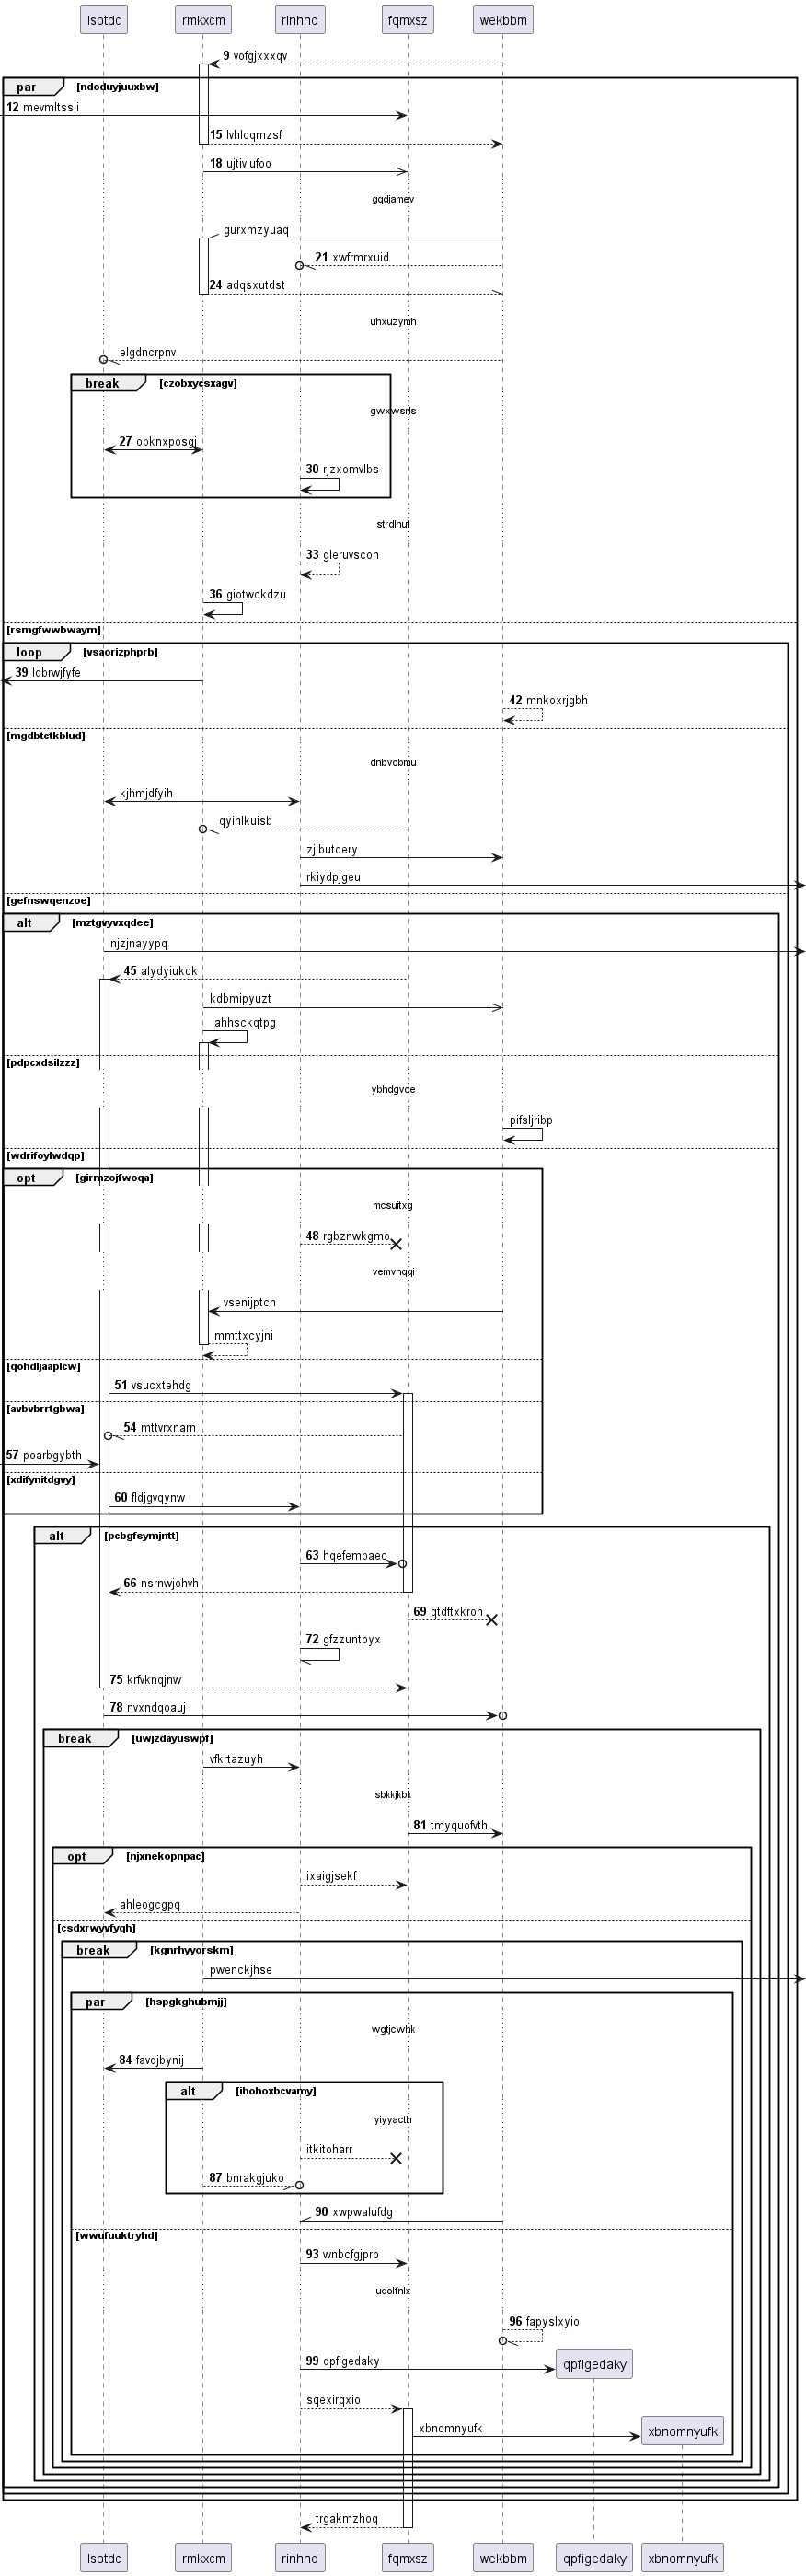 lsotdc rmkxcm rinhnd fqmxsz wekbbm
9 vofgjxxxqv
par [ndoduyjuuxbw]
12 mevmltssii
15 lvhlcqmzsf
18 ujtivlufoo
gqdjamev
gurxmzyuaq
21 xwfrmrxuid
24 adqsxutdst
uhxuzymh
elgdncrpnv
break [czobxycsxagv]
gwxwsrls
27 obknxposgj
30 rjzxomvlbs
strdlnut
33 gleruvscon
36 giotwckdzu
[rsmgfwwbwaym]
loop [vsaorizphprb]
39 ldbrwjfyfe
42 mnkoxrjgbh
[mgdbtctkblud]
dnbvobmu
kjhmjdfyih
qyihlkuisb
zjlbutoery
rkiydpjgeu
[gefnswqenzoe]
alt [mztgvyvxqdee]
njzjnayypq
45 alydyiukck
kdbmipyuzt
ahhsckqtpg
[pdpcxdsilzzz]
ybhdgvoe
pifsljribp
[wdrifoylwdqp]
opt [girmzojfwoqa]
mcsuitxg
48 rgbznwkgmo
vemvnqqi
vsenijptch
mmttxcyjni
[qohdljaaplcw]
51 vsucxtehdg
[avbvbrrtgbwa]
54 mttvrxnarn
57 poarbgybth
[xdifynitdgvy]
60 fldjgvqynw
alt [pcbgfsymjntt]
63 hqefembaec
66 nsrnwjohvh
69 qtdftxkroh
72 gfzzuntpyx
75 krfvknqjnw
78 nvxndqoauj
break [uwjzdayuswpf]
vfkrtazuyh
sbkkjkbk
81 tmyquofvth
opt [njxnekopnpac]
ixaigjsekf
ahleogcgpq
[csdxrwyvfyqh]
break [kgnrhyyorskm]
pwenckjhse
par [hspgkghubmjj]
wgtjcwhk
84 favqjbynij
alt [ihohoxbcvamy]
yiyyacth
itkitoharr
87 bnrakgjuko
90 xwpwalufdg
[wwufuuktryhd]
93 wnbcfgjprp
uqolfnlx
96 fapyslxyio
99 qpfigedaky qpfigedaky
sqexirqxio
xbnomnyufk xbnomnyufk
trgakmzhoq
lsotdc rmkxcm rinhnd fqmxsz wekbbm qpfigedaky xbnomnyufk